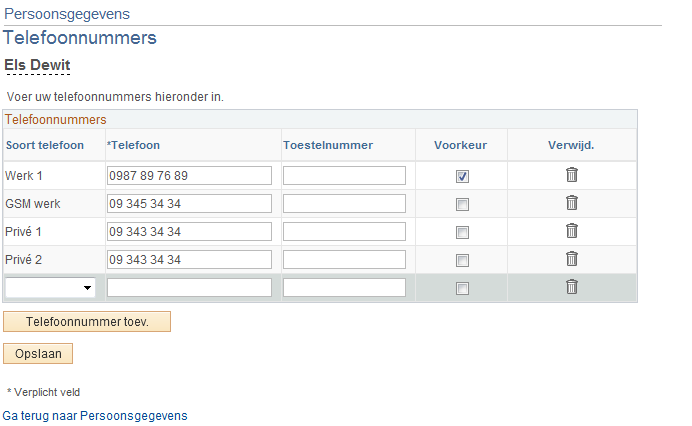 Persoonsgegevens
Telefoonnummers
Els Dewit
Voer uw telefoonnummers hieronder in.
Telefoonnummers
Soort telefoon *Telefoon Toestelnummer Voorkeur Verwijd.
Werk 1 0987 89 76 89
GSM werk 09 345 34 34
Privé 1 09 343 34 34
Privé 2 09 343 34 34
Telefoonnummer toev.
Opslaan
* Verplicht veld
Ga terug naar Persoonsgegevens